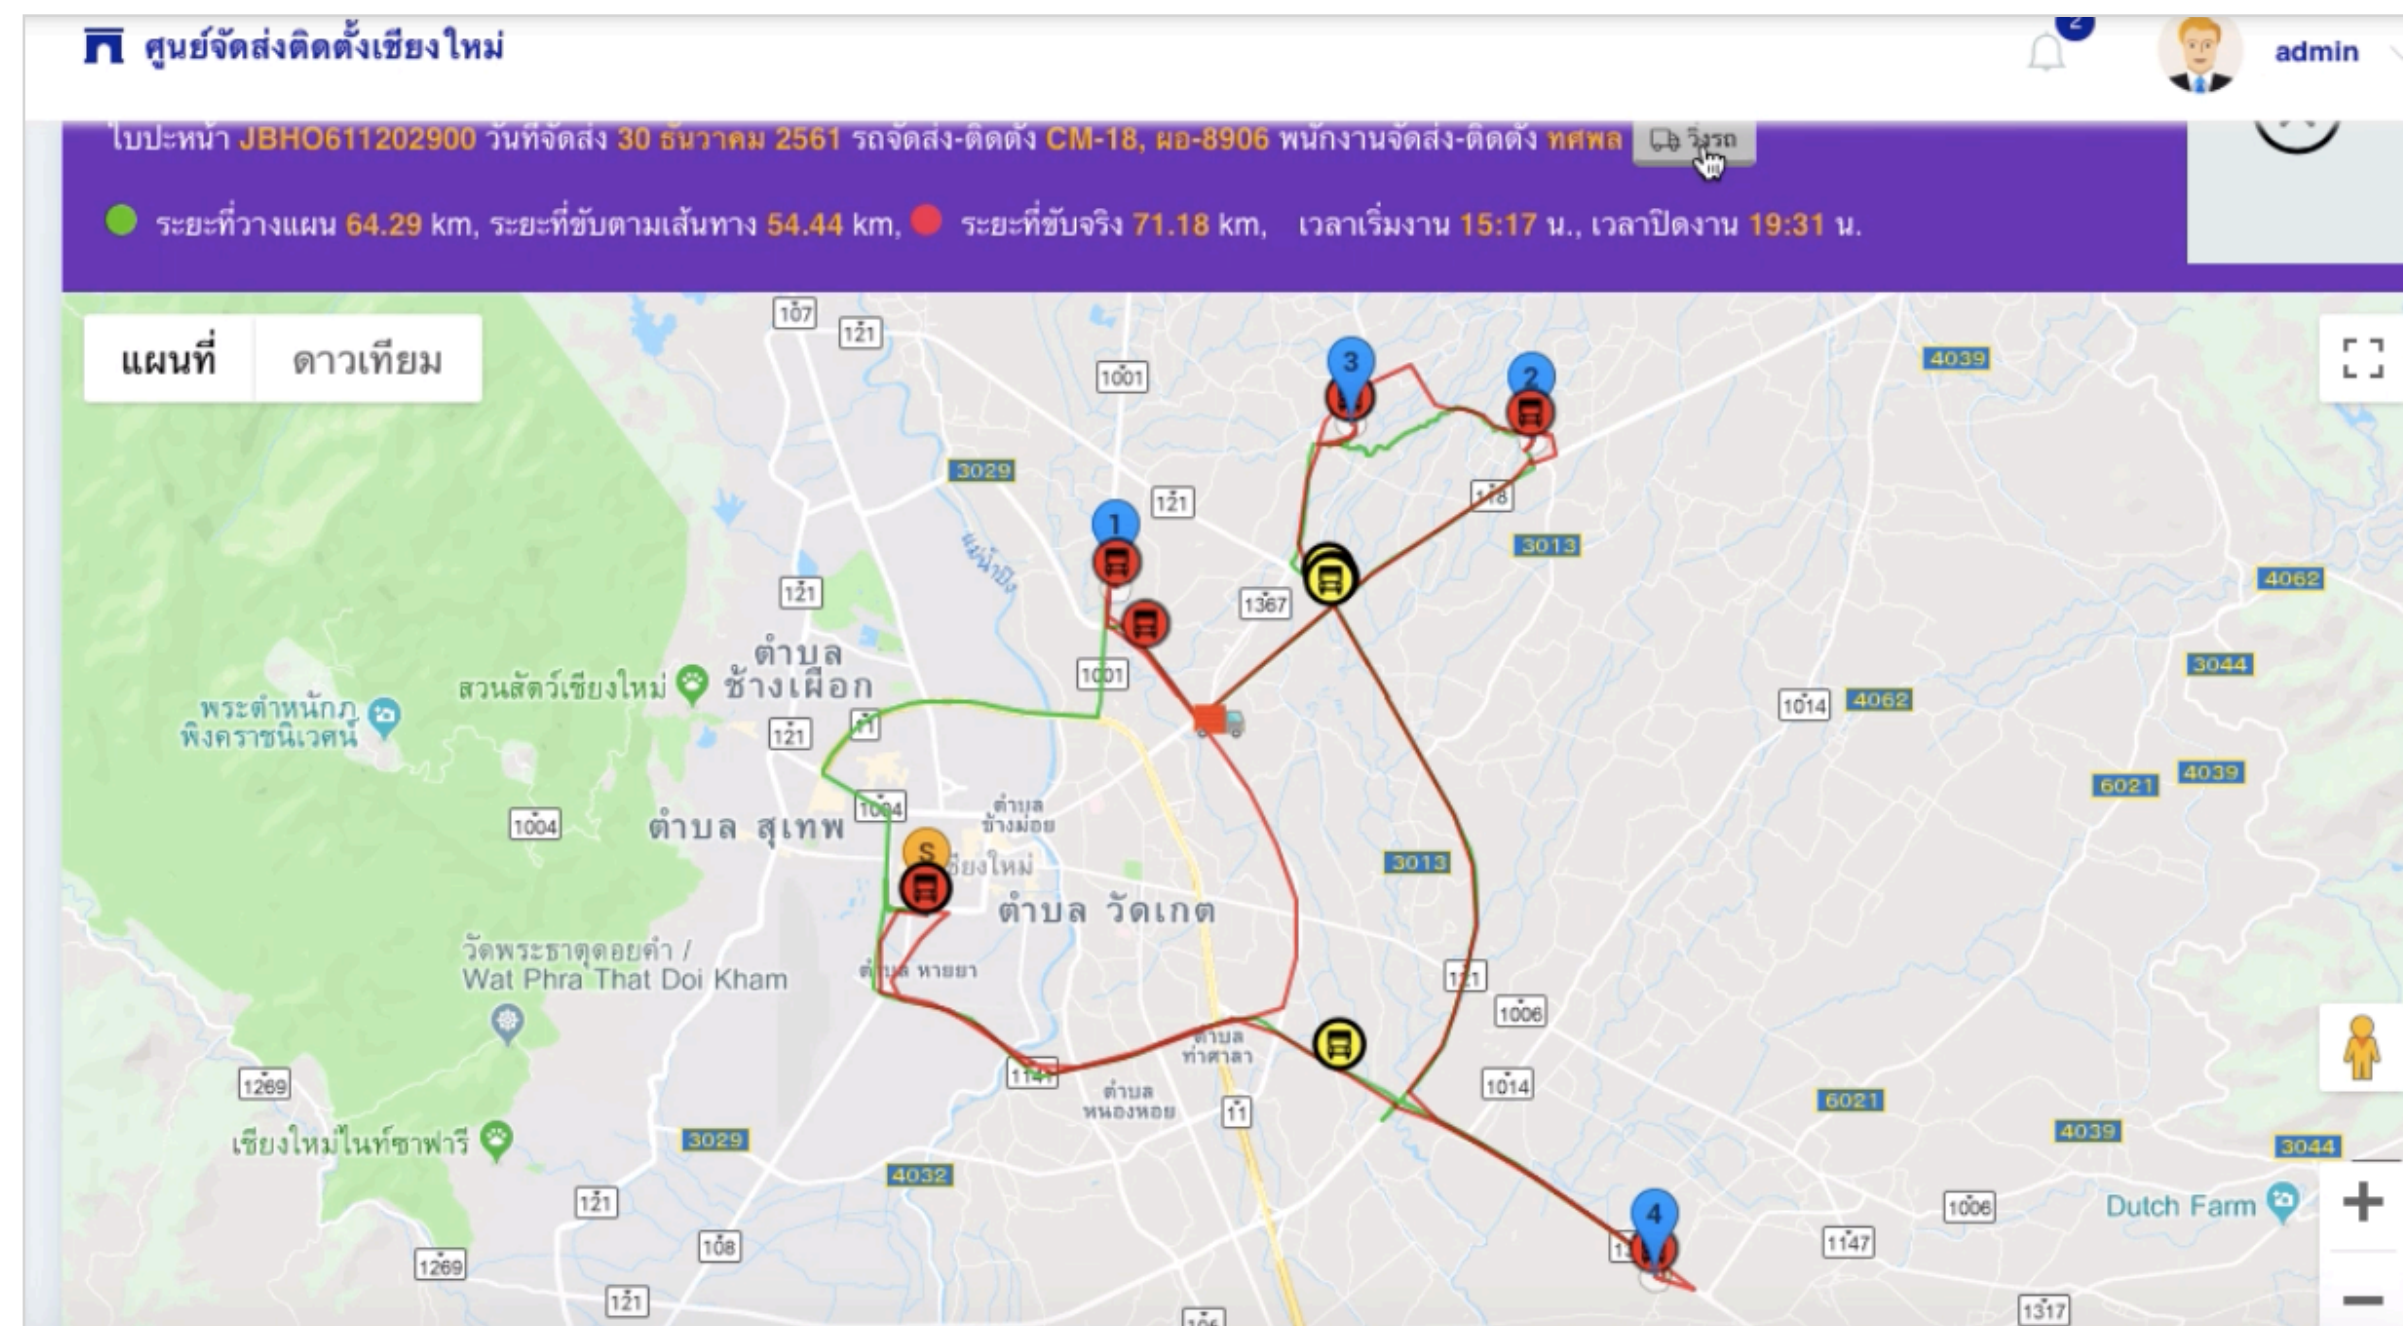 ศูนย์จัดส่งติดตั้งเชียงใหม่
2
admin
ใบปะหน้า JBHO611202900 วันที่จัดส่ง 30 ธันวาคม 2561 รถจัดส่ง-ติดตั้ง CM-18, ผอ-8906 พนักงานจัดส่ง-ติดตั้ง ทศพล วิ่งรถ
ระยะที่วางแผน 64.29 km, ระยะที่ขับตามเส้นทาง 54.44 km, ระยะที่ขับจริง 71.18 km, เวลาเริ่มงาน 15:17 น., เวลาปิดงาน 19:31 น.
แผนที่ ดาวเทียม
107
121
1001
3
2
4039
3029
121
118
1
3013
แม่น้ำปิง
4062
121
1367
ตำบล
ช้างเผือก
สวนสัตว์เชียงใหม่
1001
3044
พระตำหนักภู
พิงคราชนิเวศน์
121
11
1014
4062
6021
4039
1004
1004
ตำบล สุเทพ
ตำบล
ช้างม่อย
S
ชียงใหม่
3013
ตำบล วัดเกต
วัดพระธาตุดอยคำ /
Wat Phra That Doi Kham
ตำบล หายยา
121
1006
ตำบล
ท่าศาลา
1141
1269
ตำบล
หนองหอย
11
1014
6021
เชียงใหม่ไนท์ซาฟารี
3029
4039
3044
4032
121
4
1006
Dutch Farm
108
1147
1269
121
1317
106